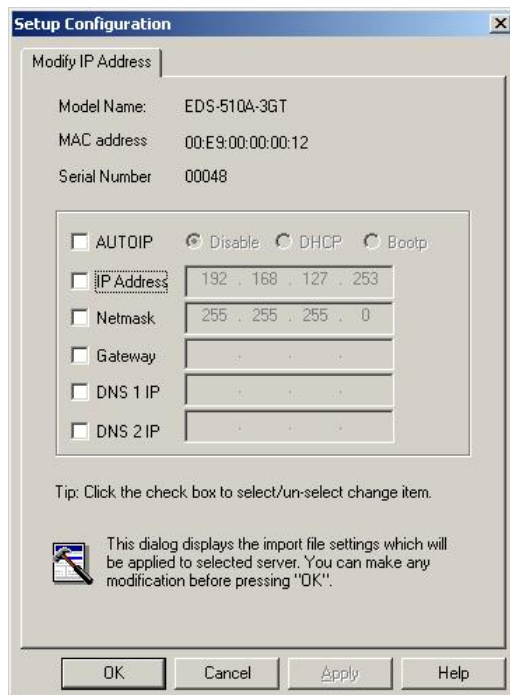 Setup Configuration
Modify IP Address
Model Name: EDS-510A-3GT
MAC address 00:E9:00:00:00:12
Serial Number 00048
AUTOIP Disable DHCP Bootp
IP Address 192 . 168 . 127 . 253
Netmask 255 . 255 . 255 . 0
Gateway . . .
DNS 1 IP . . .
DNS 2 IP . . .
Tip: Click the check box to select/un-select change item.
This dialog displays the import file settings which will
be applied to selected server. You can make any
modification before pressing "OK".
OK Cancel Apply Help